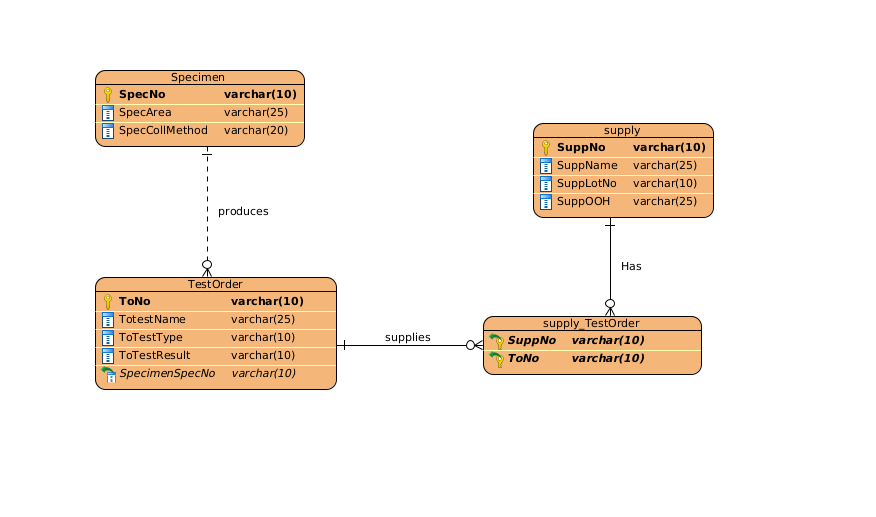 Specimen
SpecNo varchar(10)
SpecArea varchar(25)
SpecCollMethod varchar(20)
produces
supply
SuppNo varchar(10)
SuppName varchar(25)
SuppLotNo varchar(10)
SuppOOH varchar(25)
Has
TestOrder
ToNo varchar(10)
TotestName varchar(25)
ToTestType varchar(10)
ToTestResult varchar(10)
SpecimenSpecNo varchar(10)
supplies
supply_TestOrder
SuppNo varchar(10)
ToNo varchar(10)